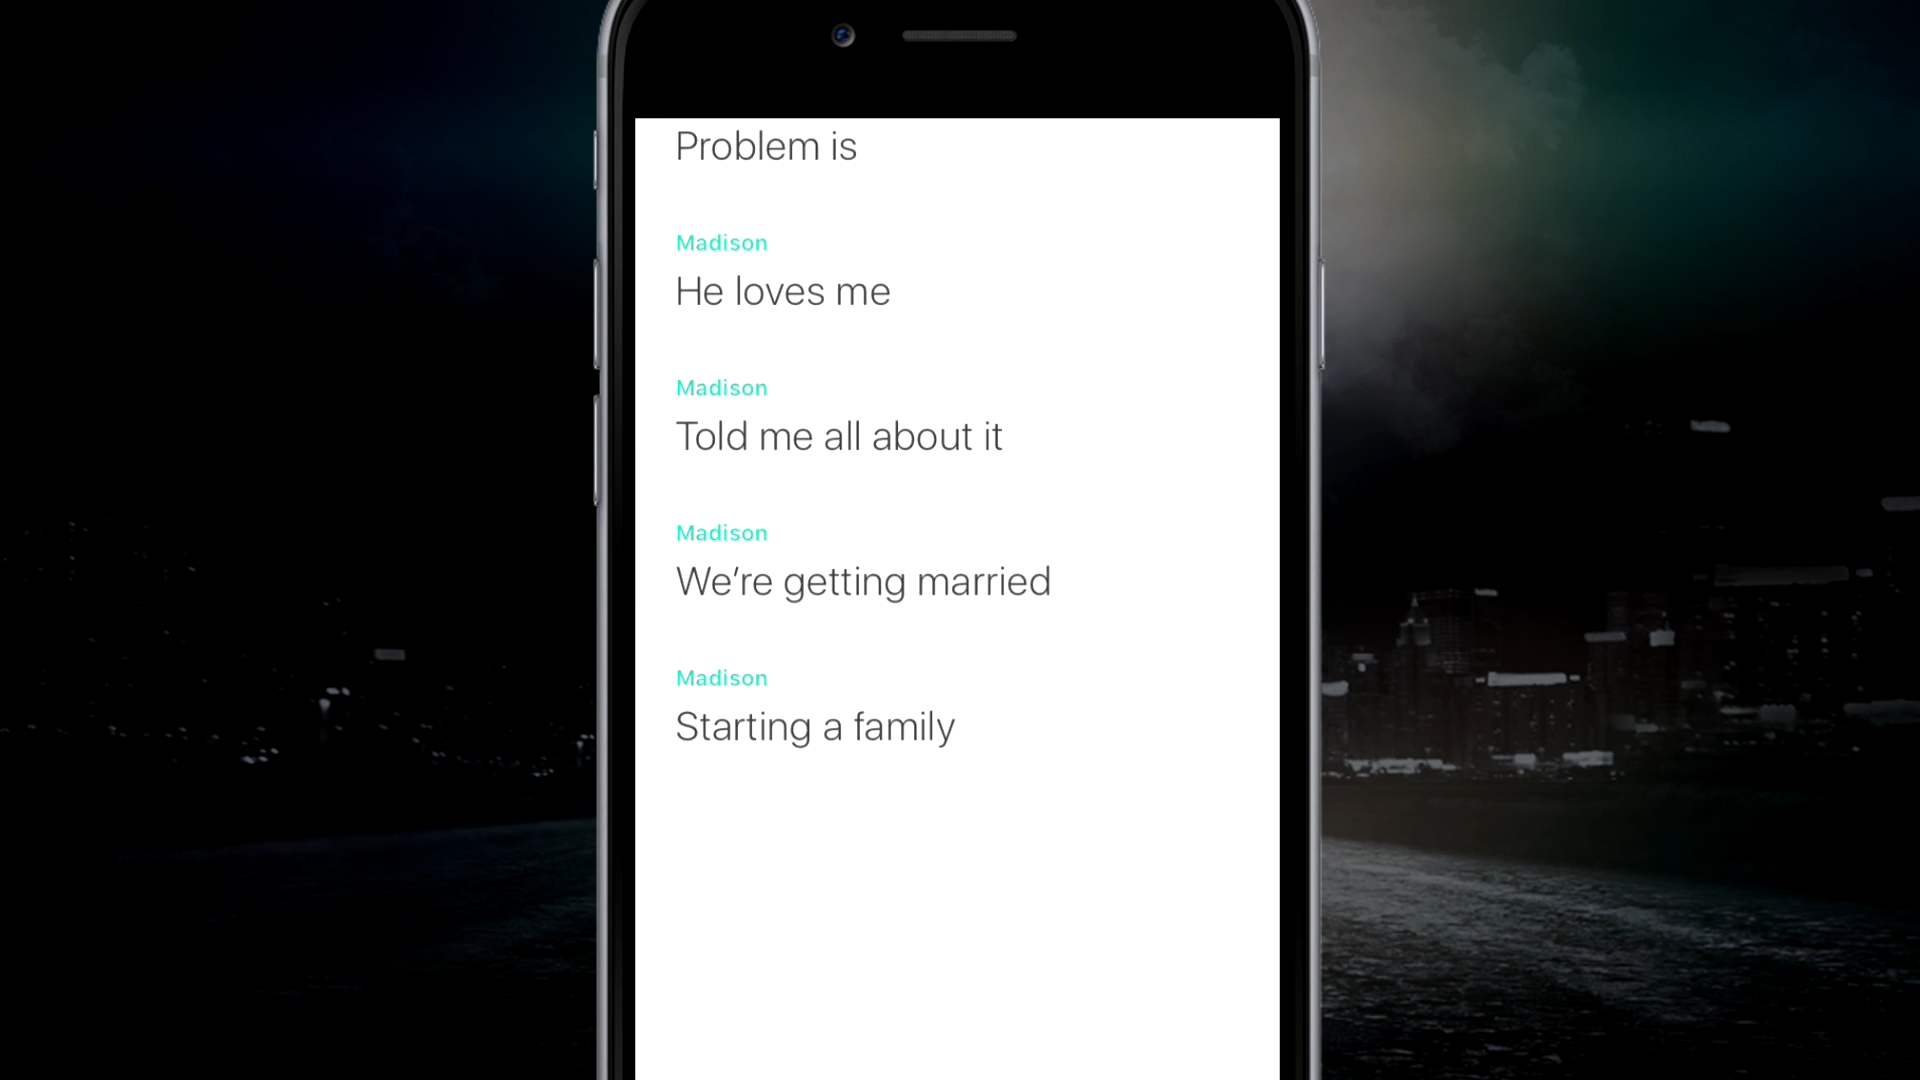 Problem is
Madison
He loves me
Madison
Told me all about it
Madison
We’re getting married
Madison
Starting a family